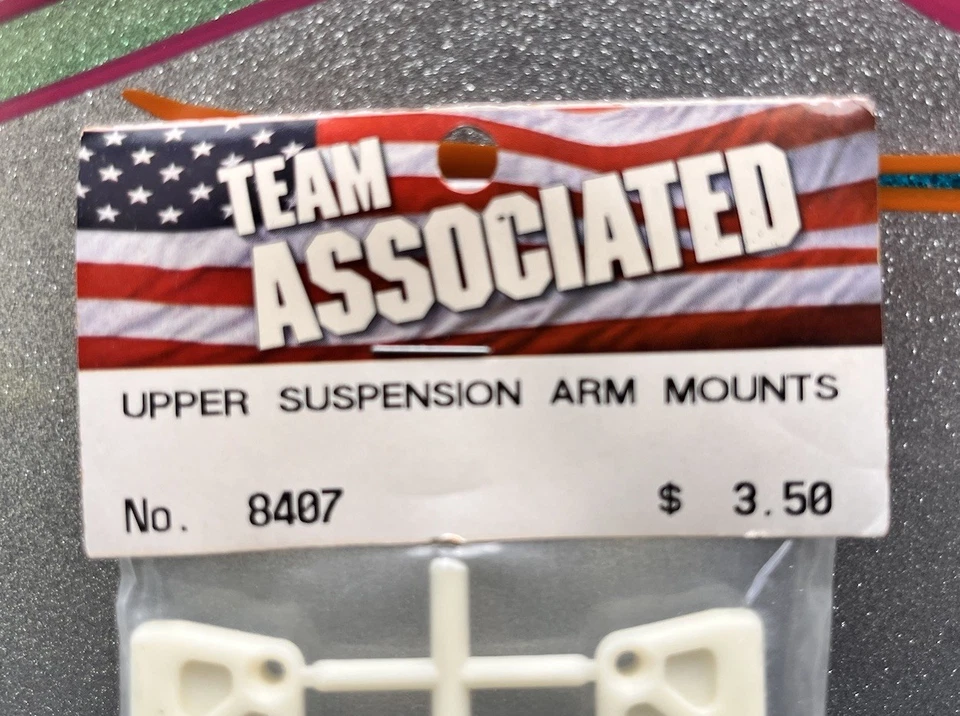 TEAM
ASSOCIATED
UPPER SUSPENSION ARM MOUNTS
No. 8407 $ 3.50